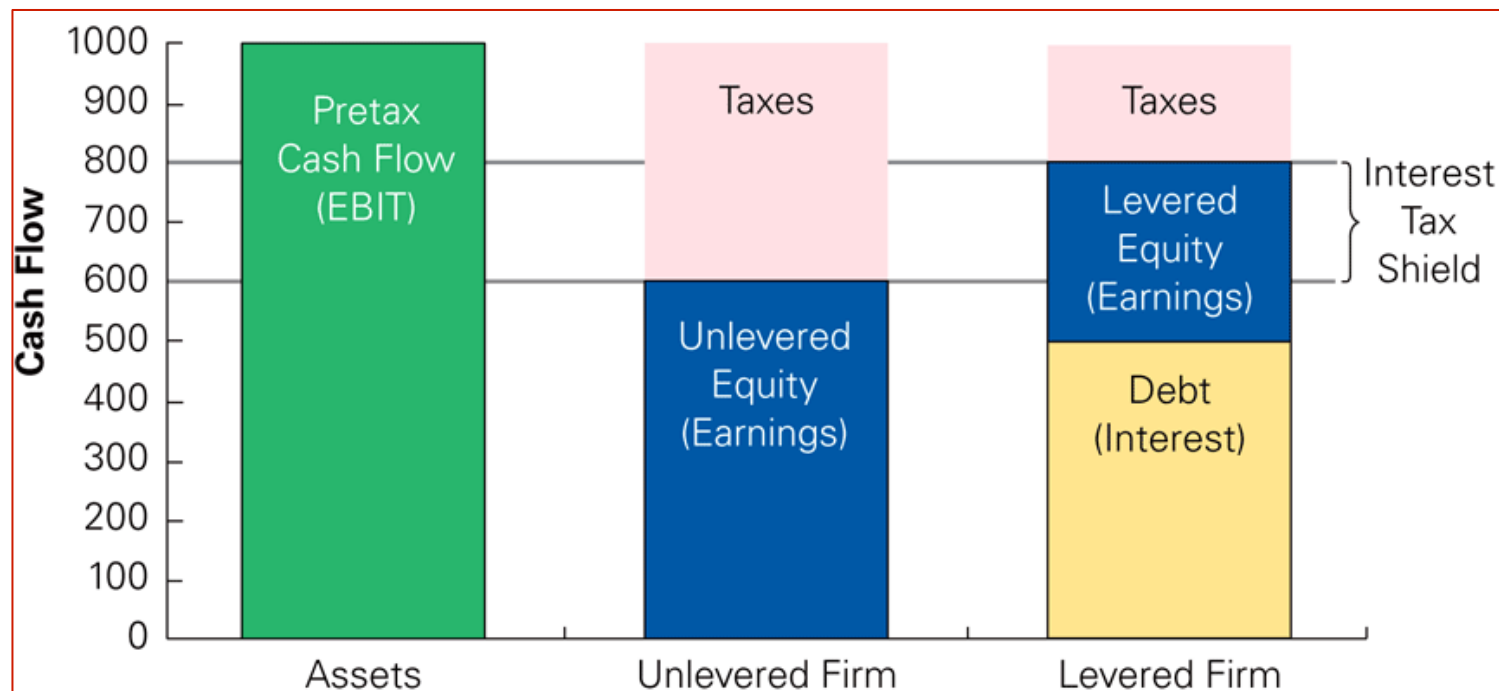 1000
900
800
700
600
500
400
300
200
100
0
Cash Flow
Pretax
Cash Flow
(EBIT)
Taxes
Unlevered
Equity
(Earnings)
Taxes
Levered
Equity
(Earnings)
Debt
(Interest)
Interest
Tax
Shield
Assets
Unlevered Firm
Levered Firm